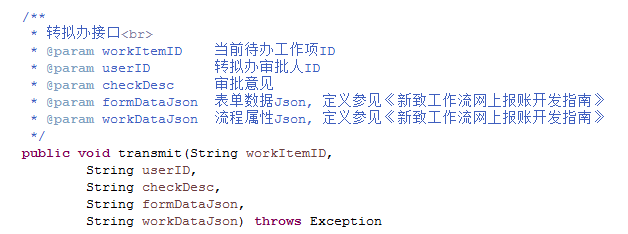 /**
 * 转拟办接口<br>
 * @param workItemID    当前待办工作项ID
 * @param userID        转拟办审批人ID
 * @param checkDesc     审批意见
 * @param formDataJson  表单数据Json, 定义参见《新致工作流网上报账开发指南》
 * @param workDataJson  流程属性Json, 定义参见《新致工作流网上报账开发指南》
 */
public void transmit(String workItemID,
        String userID,
        String checkDesc,
        String formDataJson,
        String workDataJson) throws Exception